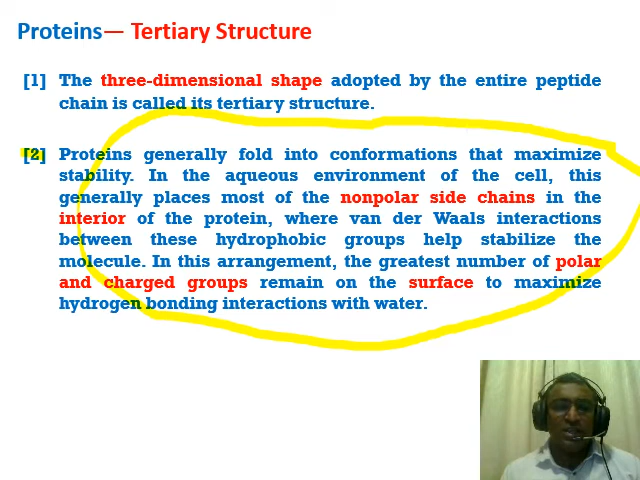 Proteins— Tertiary Structure
[1] The three-dimensional shape adopted by the entire peptide
chain is called its tertiary structure.
[2] Proteins generally fold into conformations that maximize
stability. In the aqueous environment of the cell, this
generally places most of the nonpolar side chains in the
interior of the protein, where van der Waals interactions
between these hydrophobic groups help stabilize the
molecule. In this arrangement, the greatest number of polar
and charged groups remain on the surface to maximize
hydrogen bonding interactions with water.